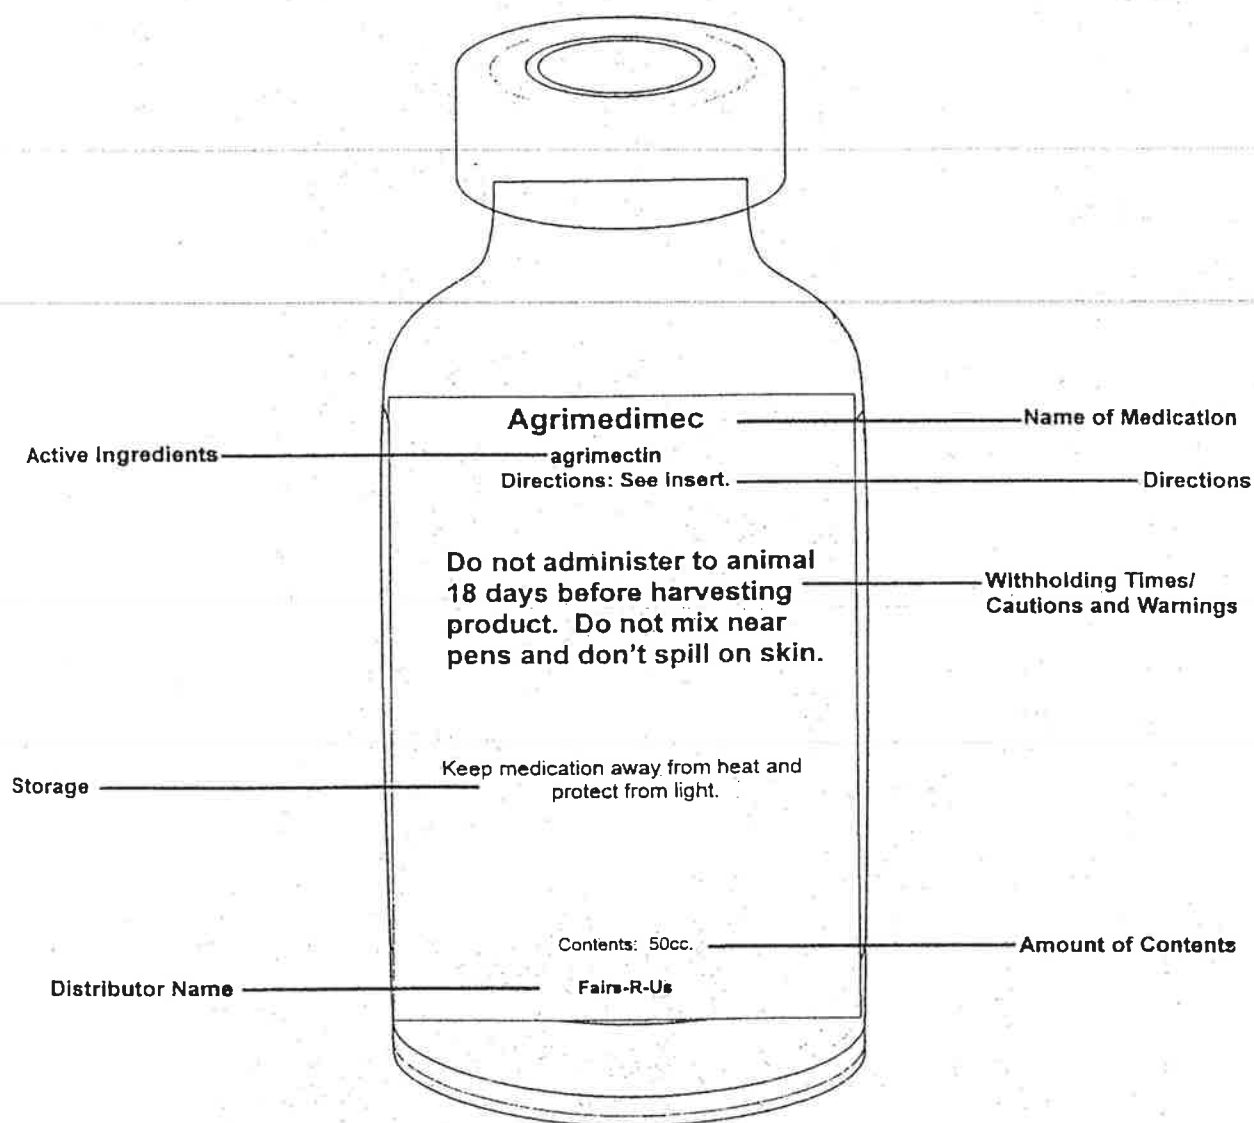 Agrimedimec
Name of Medication
Active Ingredients
agrimectin
Directions: See insert.
Directions
Do not administer to animal
18 days before harvesting
product. Do not mix near
pens and don't spill on skin.
Withholding Times/
Cautions and Warnings
Storage
Keep medication away from heat and
protect from light.
Contents: 50cc.
Amount of Contents
Distributor Name
Fairs-R-Us